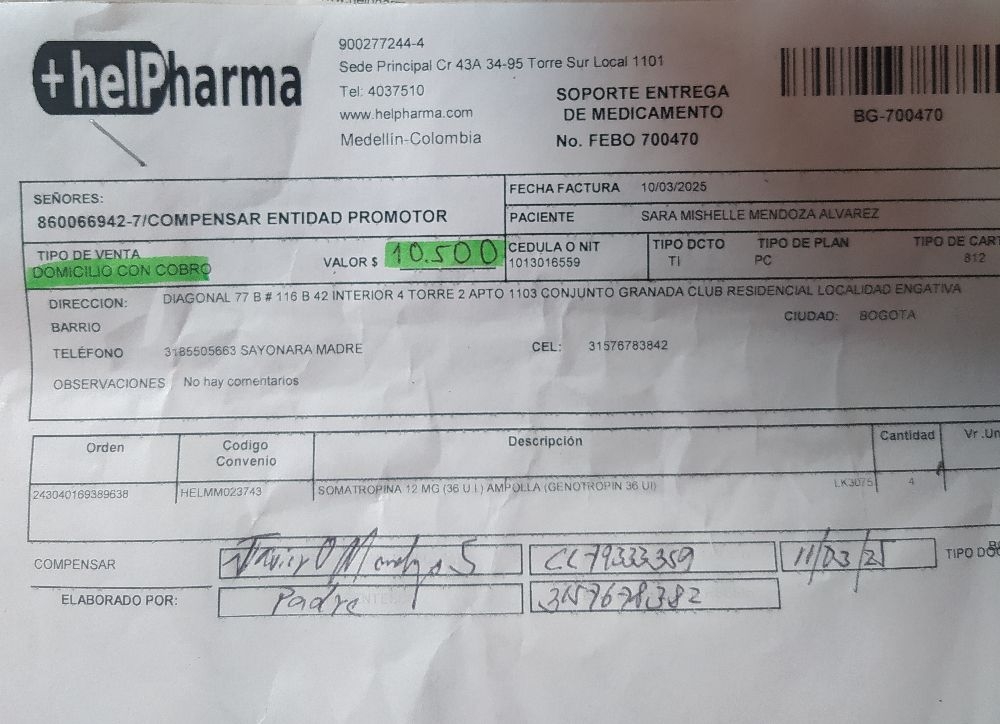 +helPharma
900277244-4
Sede Principal Cr 43A 34-95 Torre Sur Local 1101
Tel: 4037510
www.helpharma.com
Medellín-Colombia
SOPORTE ENTREGA
DE MEDICAMENTO
No. FEBO 700470
BG-700470
SEÑORES:
860066942-7/COMPENSAR ENTIDAD PROMOTOR
FECHA FACTURA 10/03/2025
PACIENTE SARA MISHELLE MENDOZA ALVAREZ
TIPO DE VENTA
DOMICILIO CON COBRO
VALOR $ 10.500
CEDULA O NIT
1013016559
TIPO DCTO
TI
TIPO DE PLAN
PC
TIPO DE CART
812
DIRECCION: DIAGONAL 77 B # 116 B 42 INTERIOR 4 TORRE 2 APTO 1103 CONJUNTO GRANADA CLUB RESIDENCIAL LOCALIDAD ENGATIVA
BARRIO
CIUDAD: BOGOTA
TELÉFONO 3185505663 SAYONARA MADRE
CEL: 31576783842
OBSERVACIONES No hay comentarios
Orden
Codigo
Convenio
Descripción
Cantidad
Vr .Un
243040169389638
HELMM023743
SOMATROPINA 12 MG (36 U.I.) AMPOLLA (GENOTROPIN 36 UI)
LK3075
4
COMPENSAR
CC 79333359
11/03/25
TIPO DOC
ELABORADO POR:
Padre